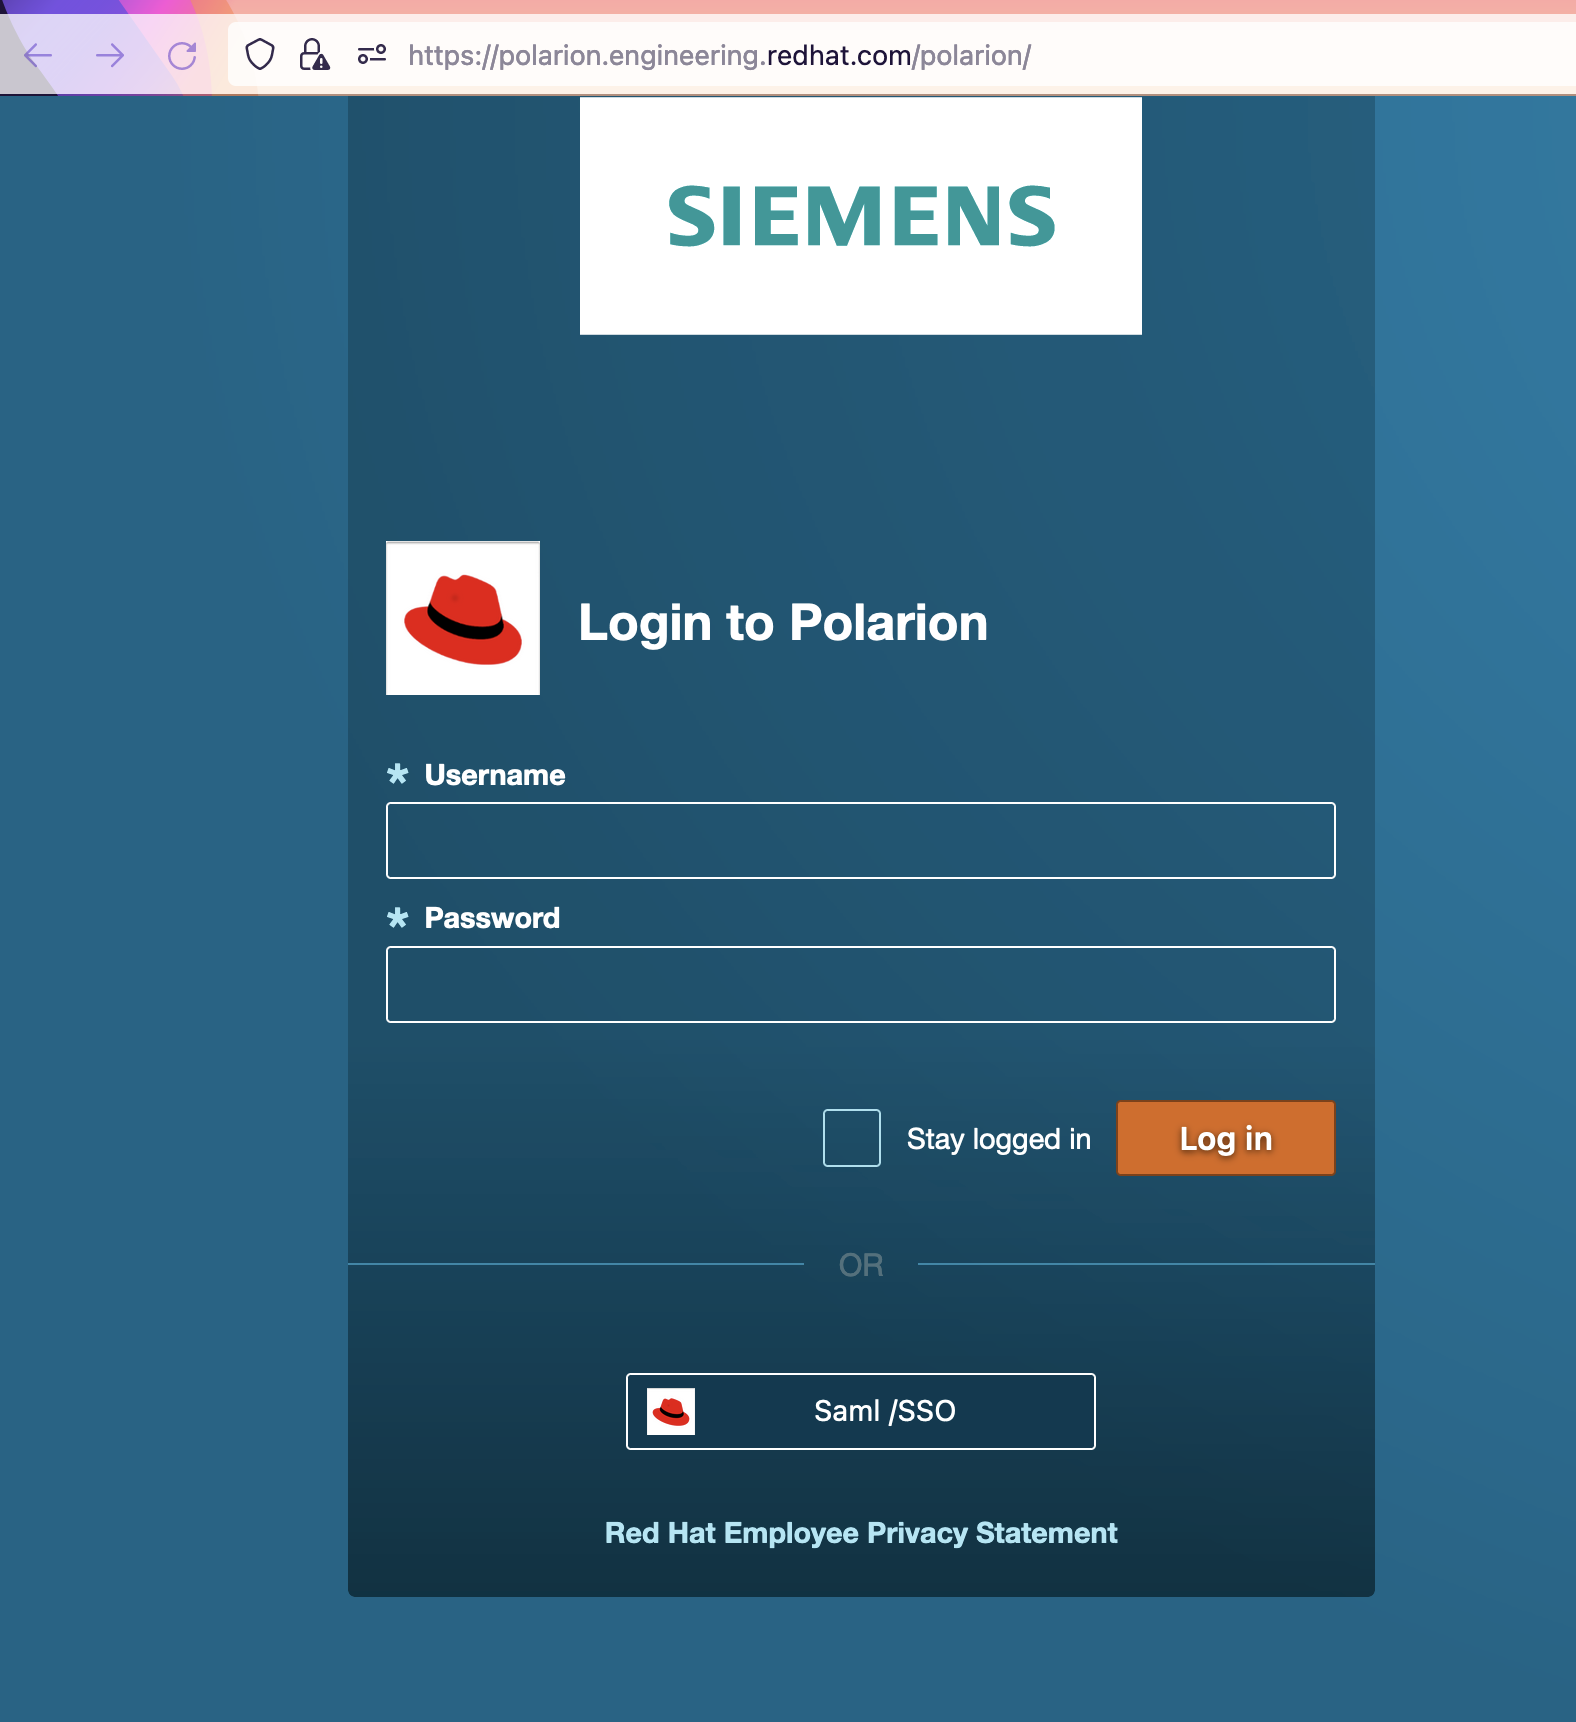 https://polarion.engineering.redhat.com/polarion/
SIEMENS
Login to Polarion
* Username
* Password
Stay logged in
Log in
OR
Saml /SSO
Red Hat Employee Privacy Statement